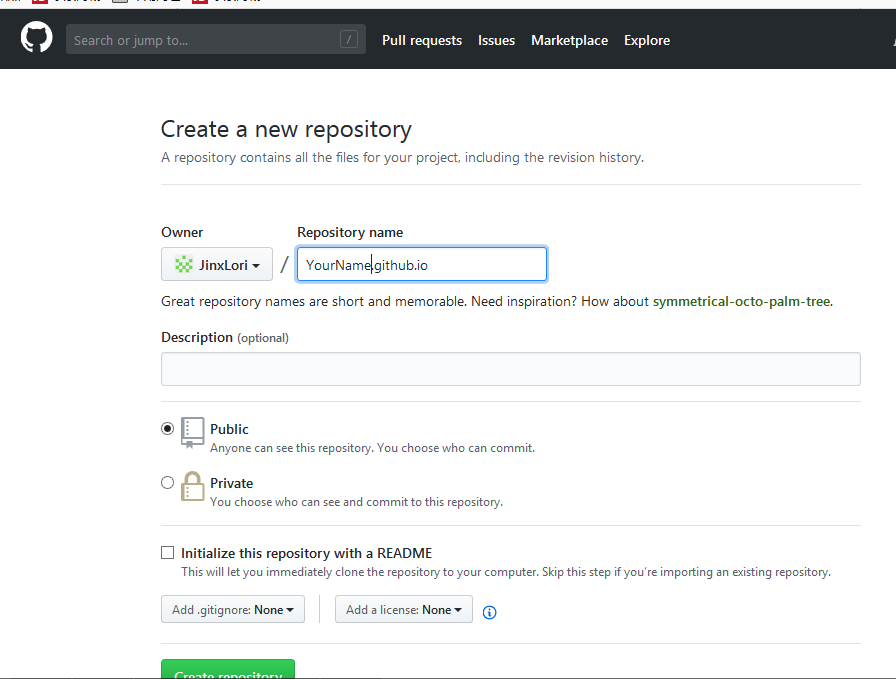 Search or jump to... /
Pull requests Issues Marketplace Explore
Create a new repository
A repository contains all the files for your project, including the revision history.
Owner Repository name
JinxLori / YourName.github.io
Great repository names are short and memorable. Need inspiration? How about symmetrical-octo-palm-tree.
Description (optional)
Public
Anyone can see this repository. You choose who can commit.
Private
You choose who can see and commit to this repository.
Initialize this repository with a README
This will let you immediately clone the repository to your computer. Skip this step if you’re importing an existing repository.
Add .gitignore: None Add a license: None
Create repository